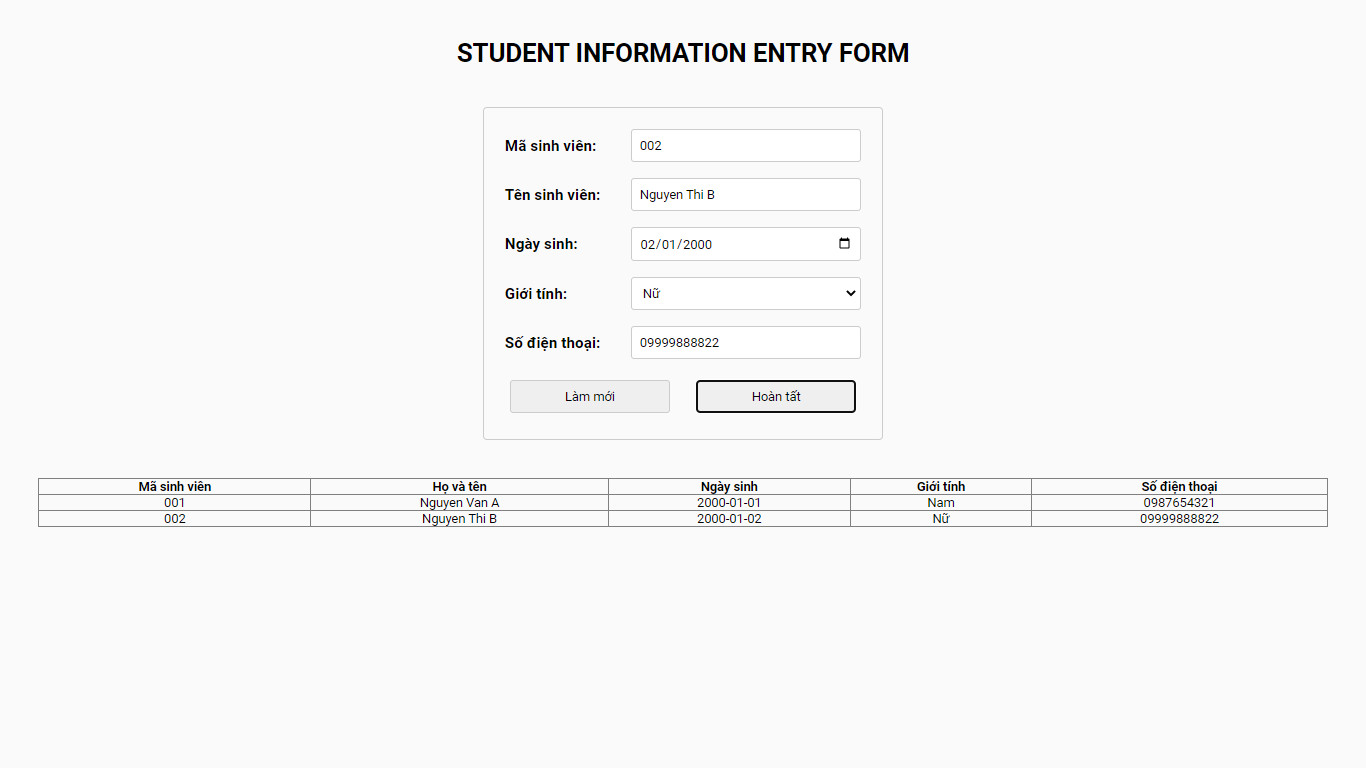 STUDENT INFORMATION ENTRY FORM
Mã sinh viên: 002
Tên sinh viên: Nguyen Thi B
Ngày sinh: 02/01/2000
Giới tính: Nữ
Số điện thoại: 09999888822
Làm mới Hoàn tất
Mã sinh viên Họ và tên Ngày sinh Giới tính Số điện thoại
001 Nguyen Van A 2000-01-01 Nam 0987654321
002 Nguyen Thi B 2000-01-02 Nữ 09999888822